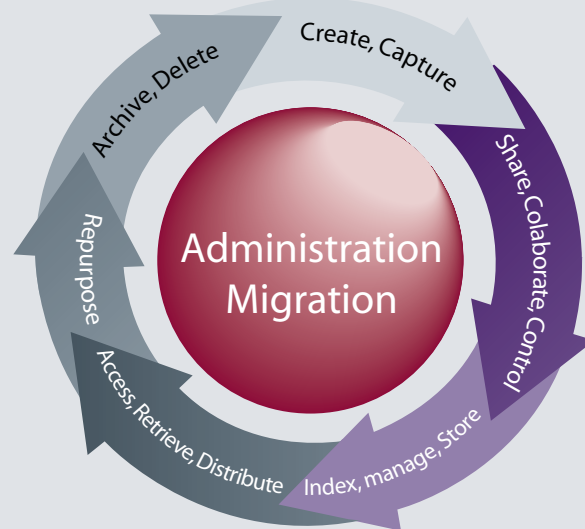 Create, Capture
Share, Colaborate, Control
Index, manage, Store
Access, Retrieve, Distribute
Repurpose
Archive, Delete
Administration
Migration